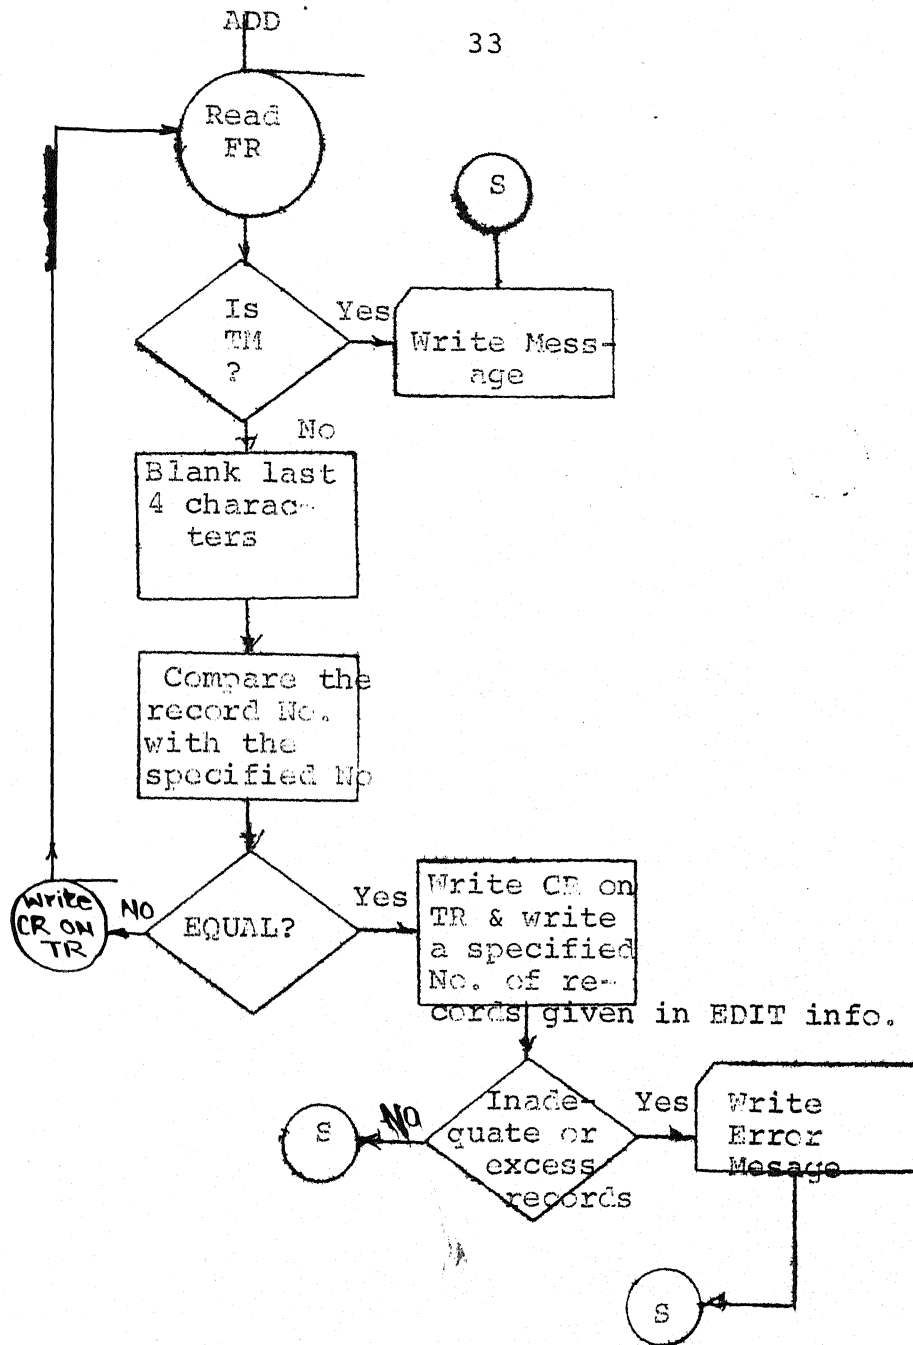 ADD
33
Read
FR
S
Is
TM
?
Yes
Write Mess-
age
No
Blank last
4 charac-
ters
Compare the
record No.
with the
specified No
EQUAL?
No
Write
CR ON
TR
Yes
Write CR on
TR & write
a specified
No. of re-
cords given in EDIT info.
Inade-
quate or
excess
records
No
S
Yes
Write
Error
Mesage
S